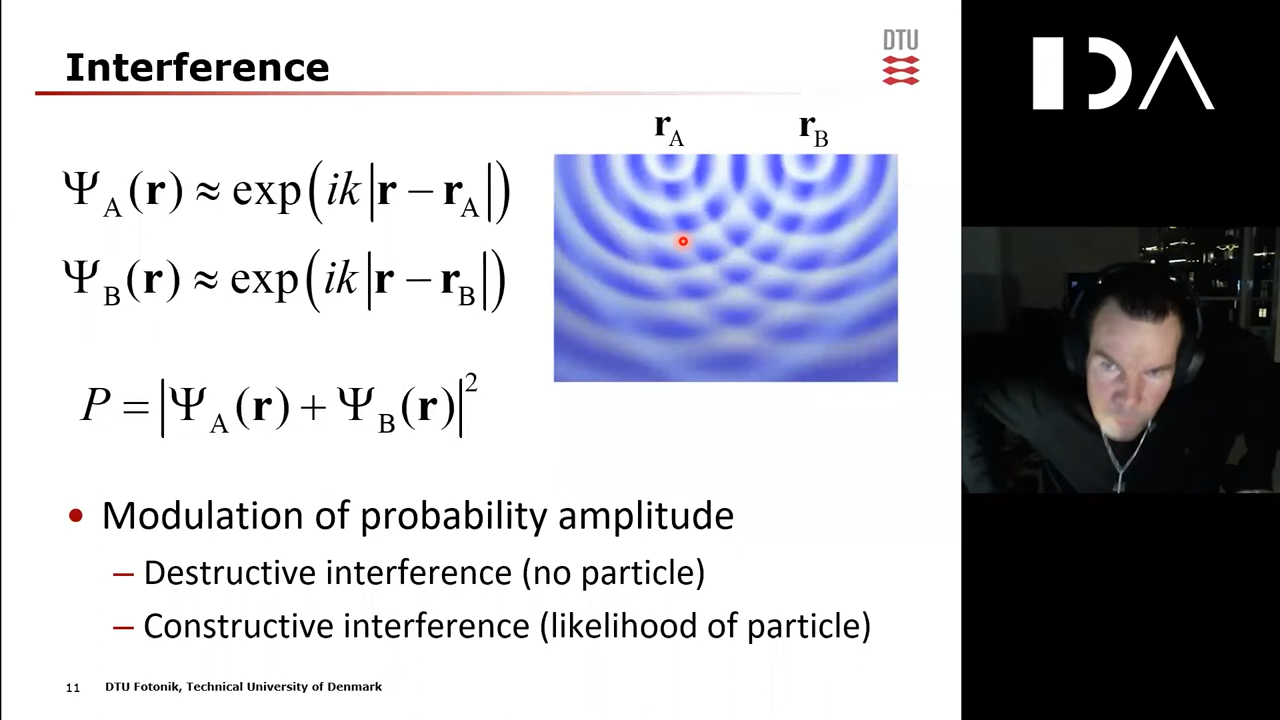 Interference
DTU
IDA
r_A r_B
Ψ_A(r) ≈ exp(ik|r − r_A|)
Ψ_B(r) ≈ exp(ik|r − r_B|)
P = |Ψ_A(r) + Ψ_B(r)|²
• Modulation of probability amplitude
– Destructive interference (no particle)
– Constructive interference (likelihood of particle)
11 DTU Fotonik, Technical University of Denmark